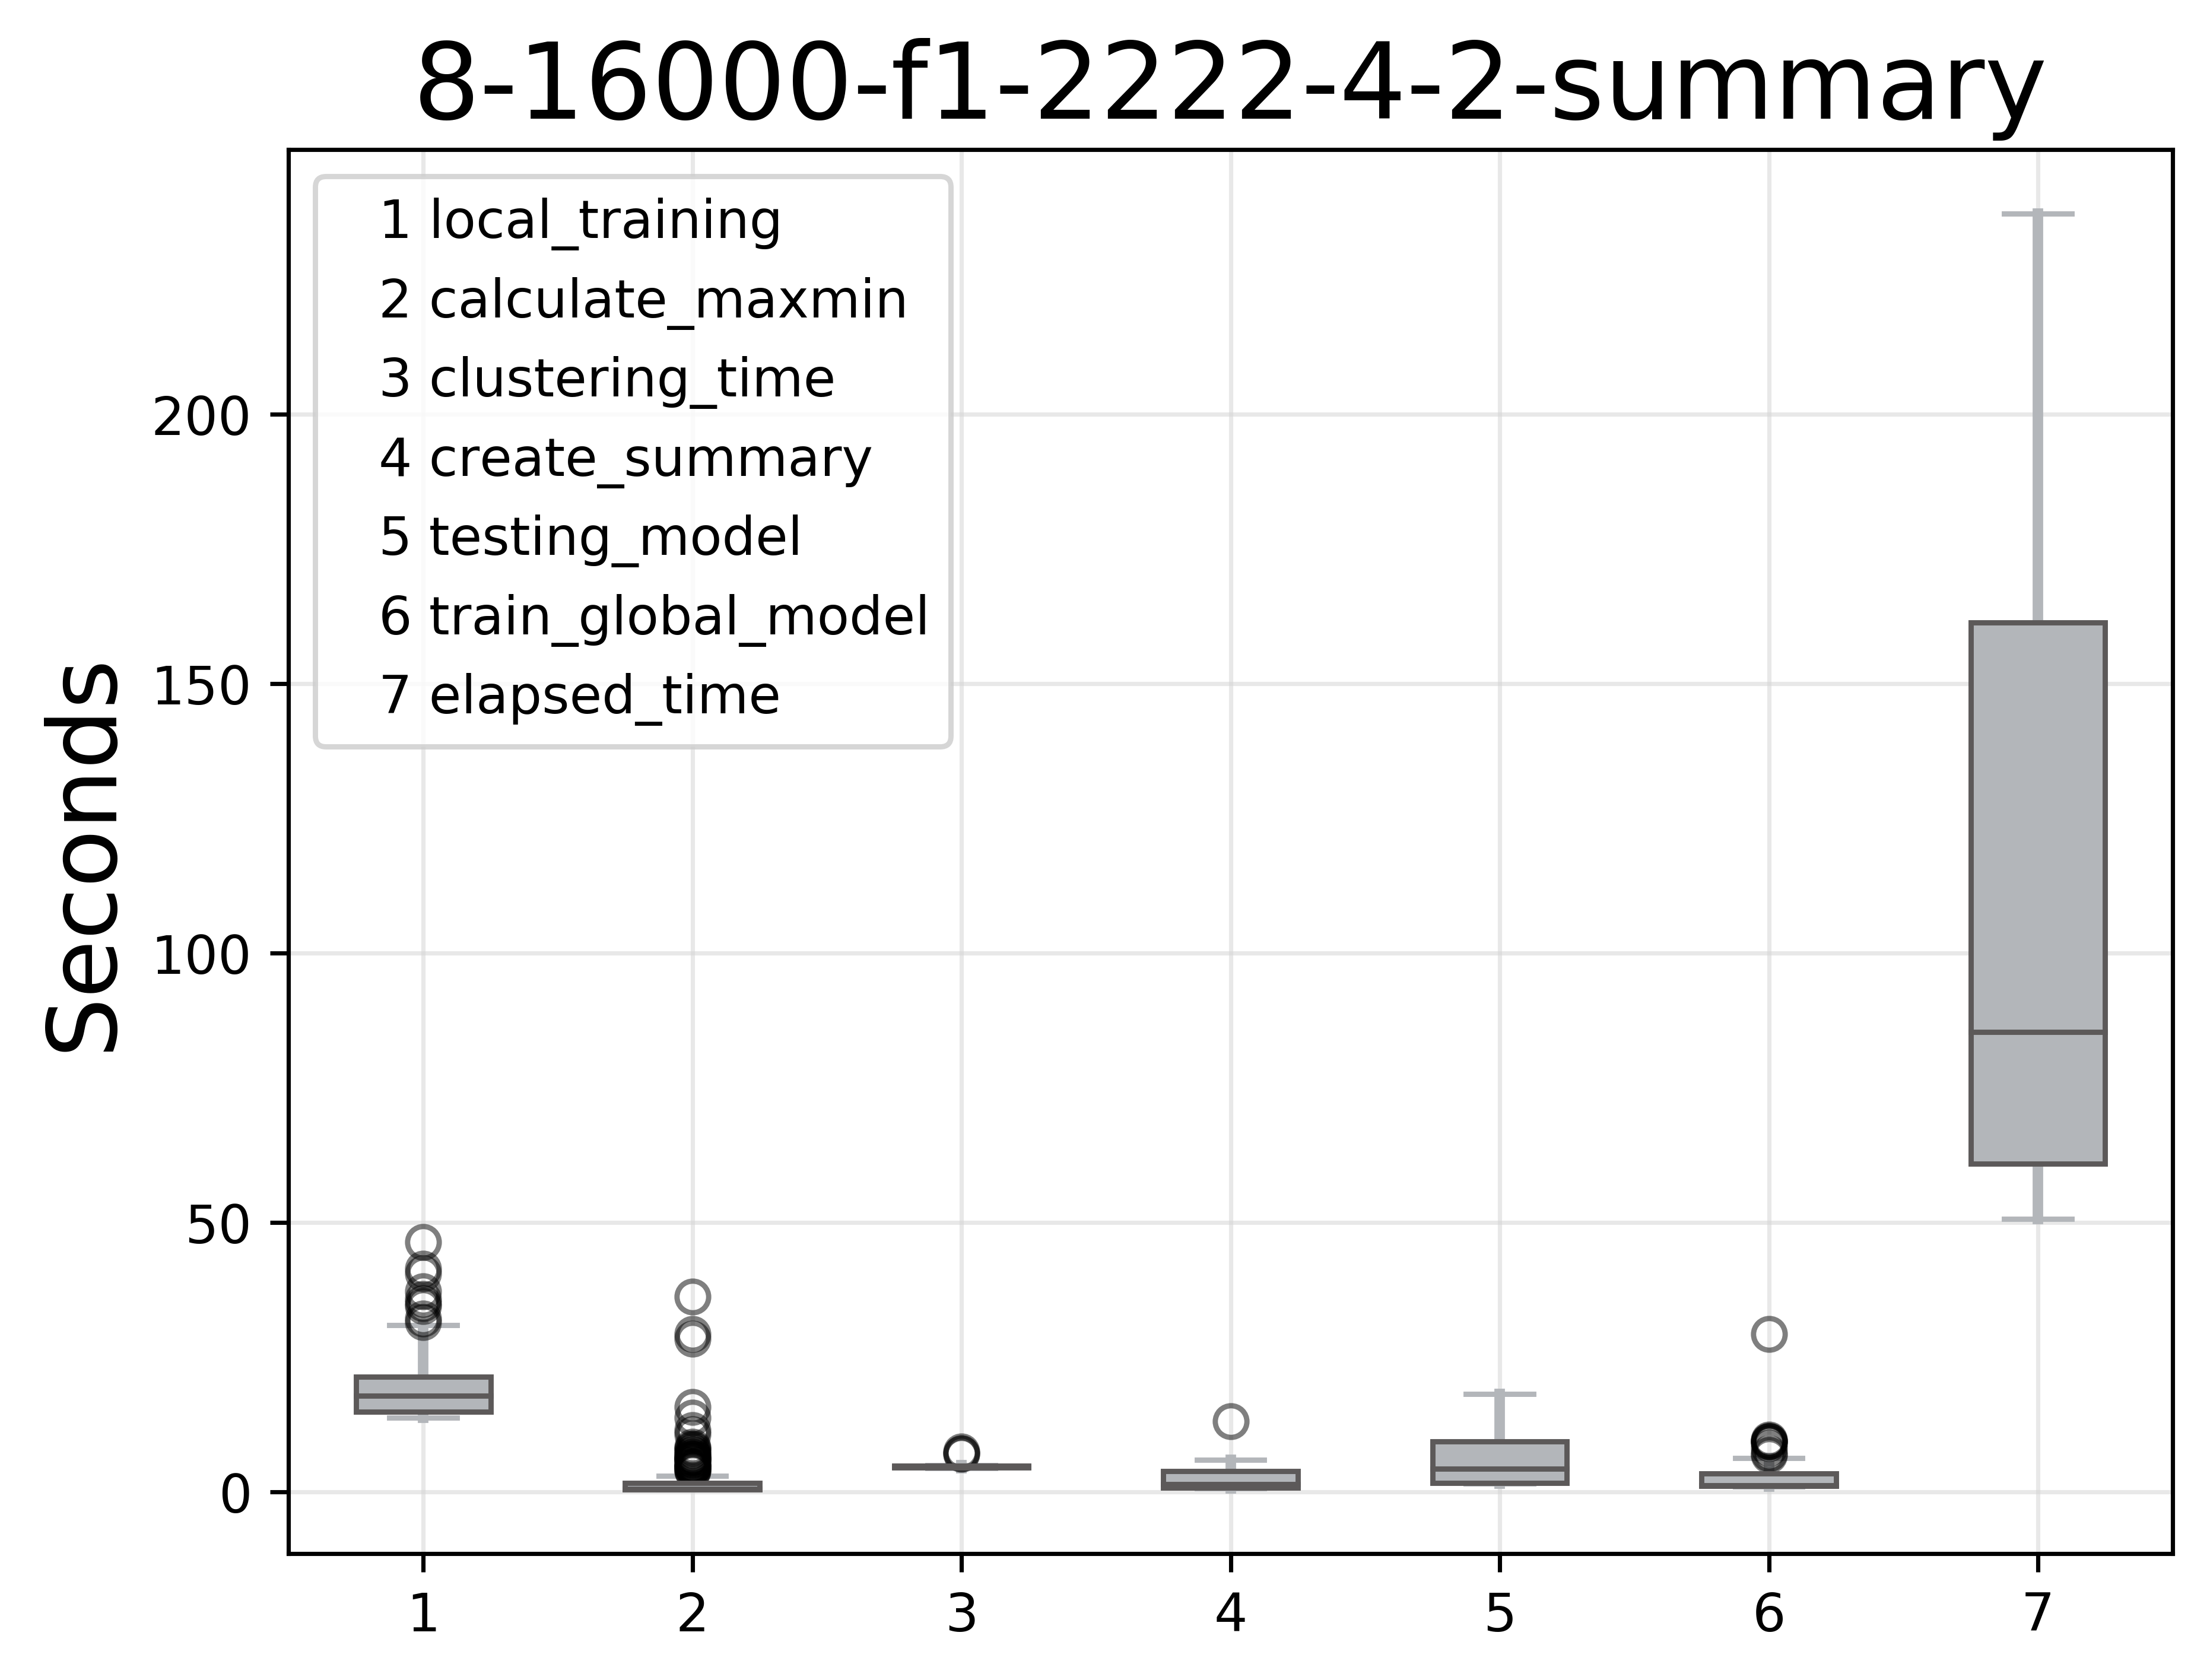 8-16000-f1-2222-4-2-summary
1 local_training
2 calculate_maxmin
3 clustering_time
4 create_summary
5 testing_model
6 train_global_model
7 elapsed_time
Seconds
200
150
100
50
0
1 2 3 4 5 6 7